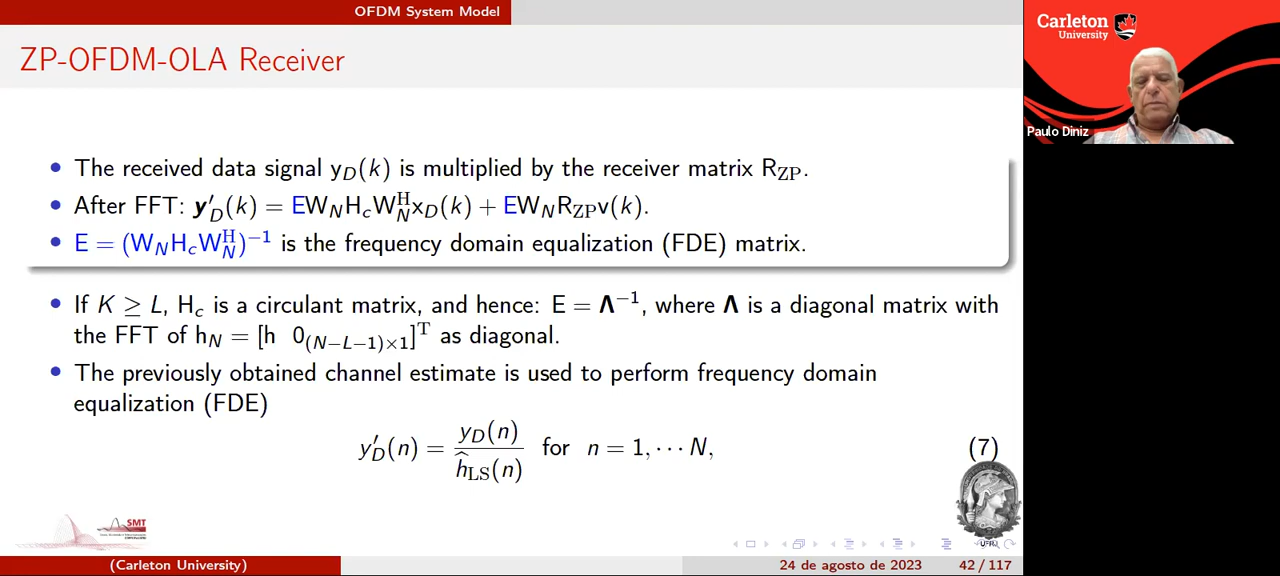 OFDM System Model
ZP-OFDM-OLA Receiver
• The received data signal y_D(k) is multiplied by the receiver matrix R_ZP.
• After FFT: y′_D(k) = EW_N H_c W_N^H x_D(k) + EW_N R_ZP v(k).
• E = (W_N H_c W_N^H)^−1 is the frequency domain equalization (FDE) matrix.
• If K ≥ L, H_c is a circulant matrix, and hence: E = Λ^−1, where Λ is a diagonal matrix with
the FFT of h_N = [h 0_(N−L−1)×1]^T as diagonal.
• The previously obtained channel estimate is used to perform frequency domain
equalization (FDE)
y′_D(n) = y_D(n) / ĥ_LS(n) for n = 1, ⋯ N, (7)
SMT
UFRJ
(Carleton University)
24 de agosto de 2023
42 / 117
Carleton
University
Paulo Diniz